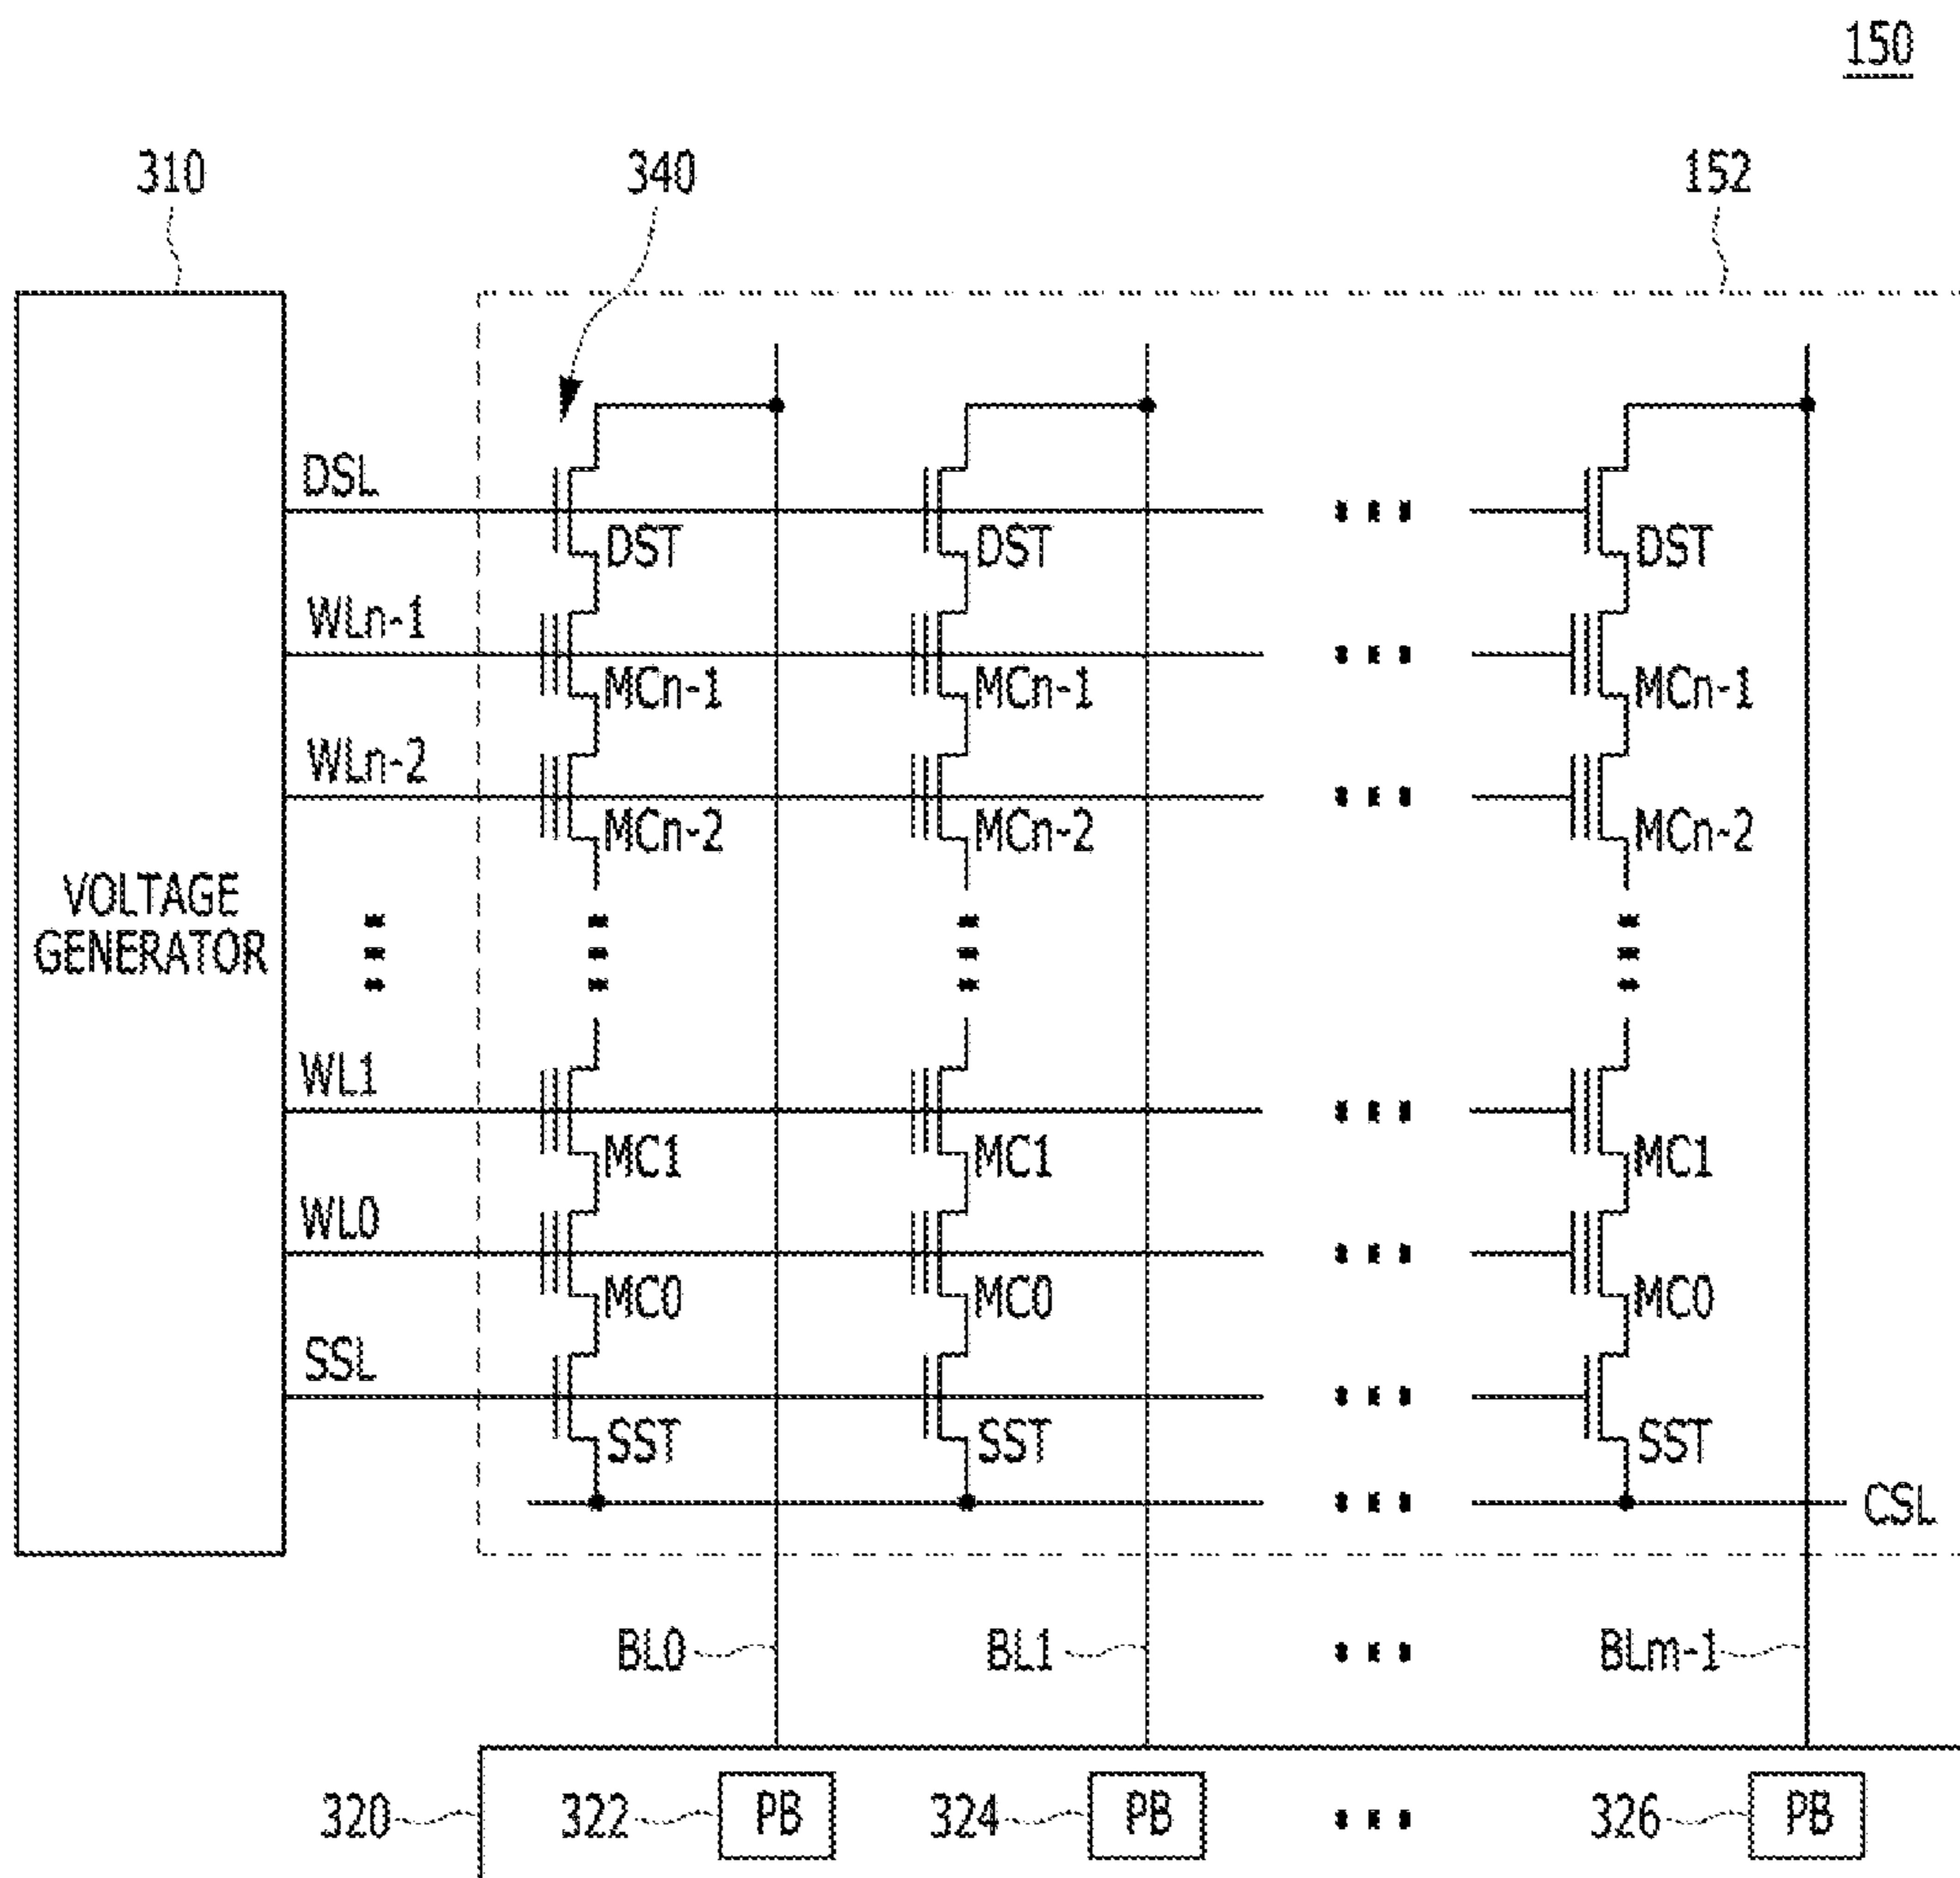 150
310
340
152
DSL
DST
DST
DST
WLn-1
MCn-1
MCn-1
MCn-1
WLn-2
MCn-2
MCn-2
MCn-2
VOLTAGE
GENERATOR
WL1
MC1
MC1
MC1
WL0
MC0
MC0
MC0
SSL
SST
SST
SST
CSL
BL0
BL1
BLm-1
320
322
PB
324
PB
326
PB